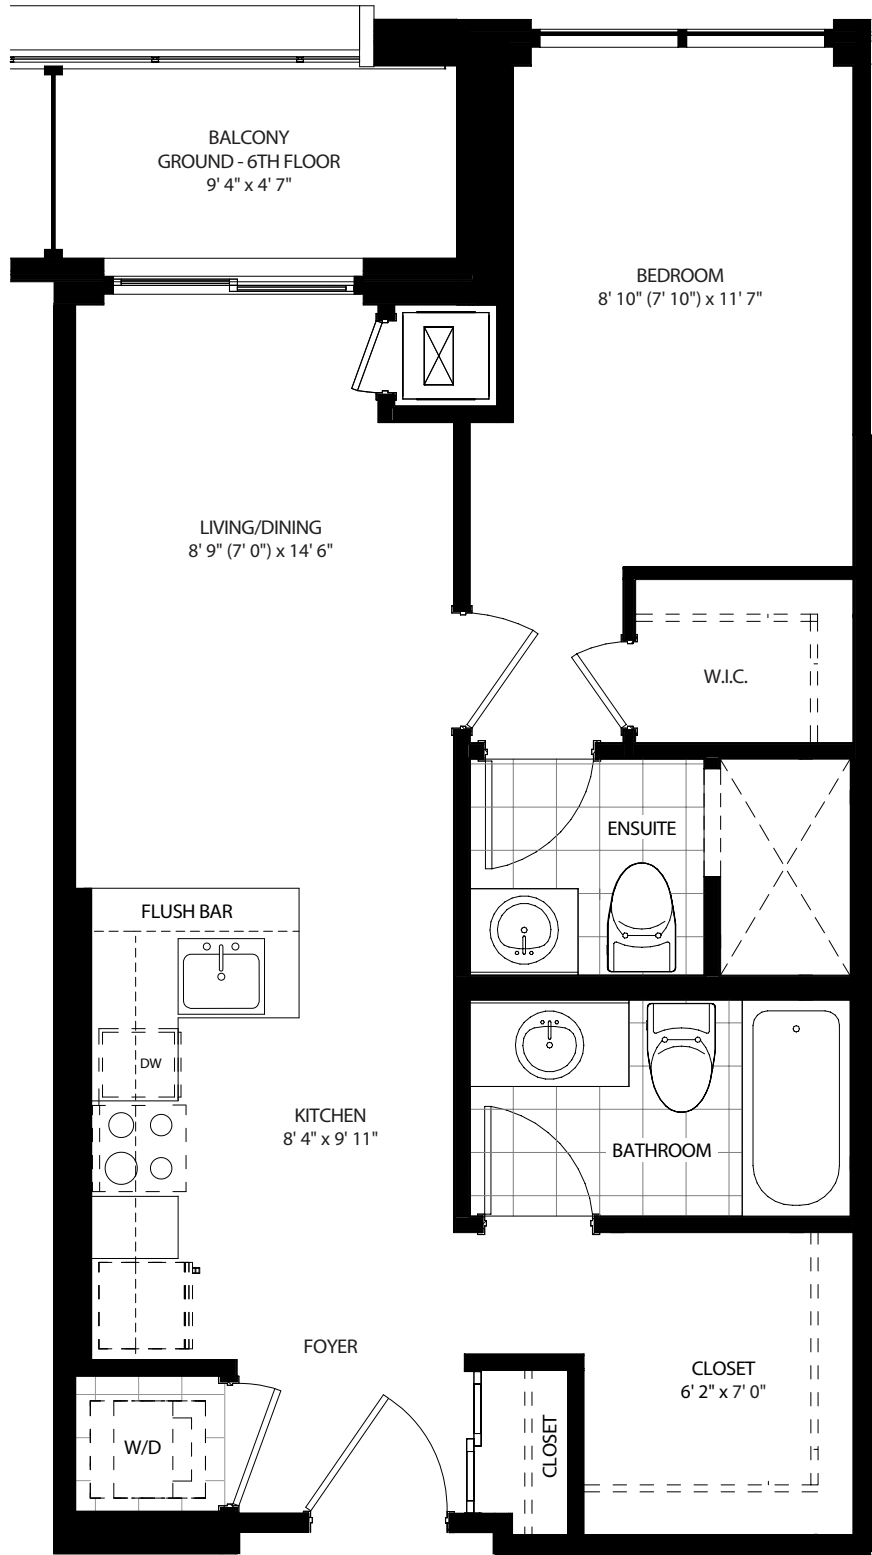 BALCONY
GROUND - 6TH FLOOR
9' 4" x 4' 7"
BEDROOM
8' 10" (7' 10") x 11' 7"
LIVING/DINING
8' 9" (7' 0") x 14' 6"
W.I.C.
ENSUITE
FLUSH BAR
DW
KITCHEN
8' 4" x 9' 11"
BATHROOM
FOYER
CLOSET
6' 2" x 7' 0"
W/D
CLOSET